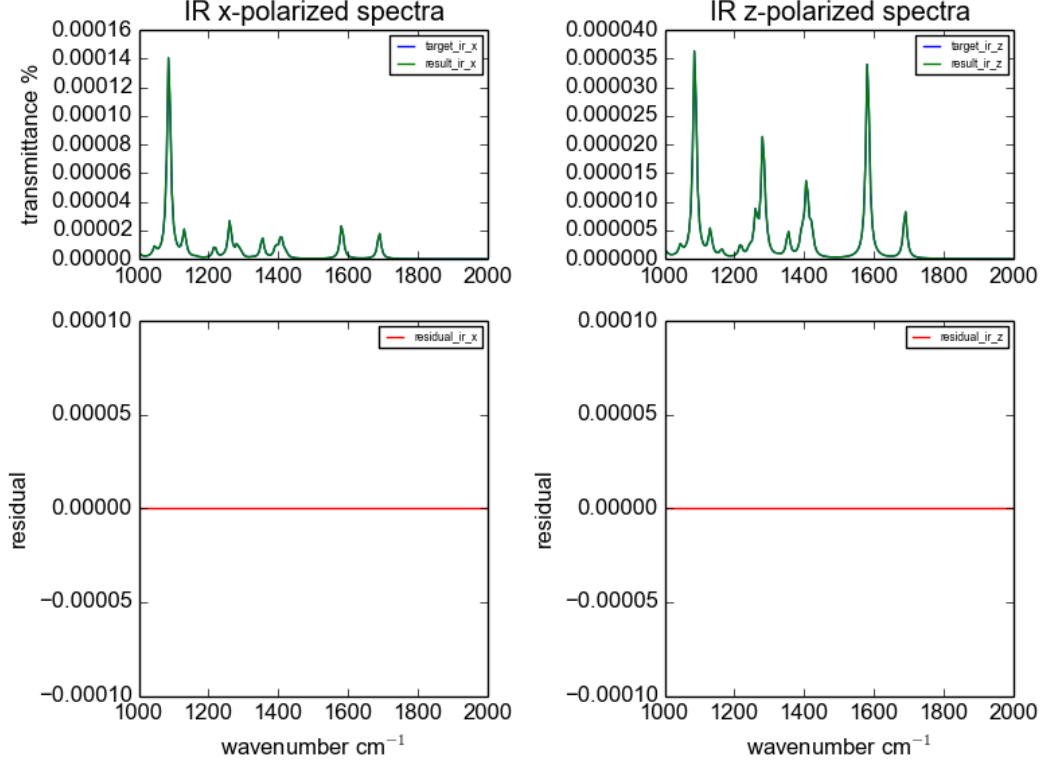 IR x-polarized spectra
transmittance %
0.00016
0.00014
0.00012
0.00010
0.00008
0.00006
0.00004
0.00002
0.00000
target_ir_x
result_ir_x
1000 1200 1400 1600 1800 2000
IR z-polarized spectra
0.000040
0.000035
0.000030
0.000025
0.000020
0.000015
0.000010
0.000005
0.000000
target_ir_z
result_ir_z
1000 1200 1400 1600 1800 2000
residual
0.00010
0.00005
0.00000
−0.00005
−0.00010
residual_ir_x
1000 1200 1400 1600 1800 2000
wavenumber cm⁻¹
residual
0.00010
0.00005
0.00000
−0.00005
−0.00010
residual_ir_z
1000 1200 1400 1600 1800 2000
wavenumber cm⁻¹